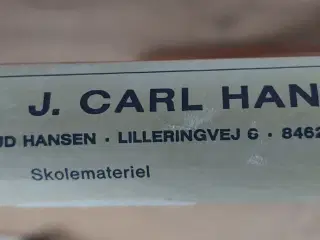 J. CARL HAN
UD HANSEN · LILLERINGVEJ 6 · 8462
Skolemateriel